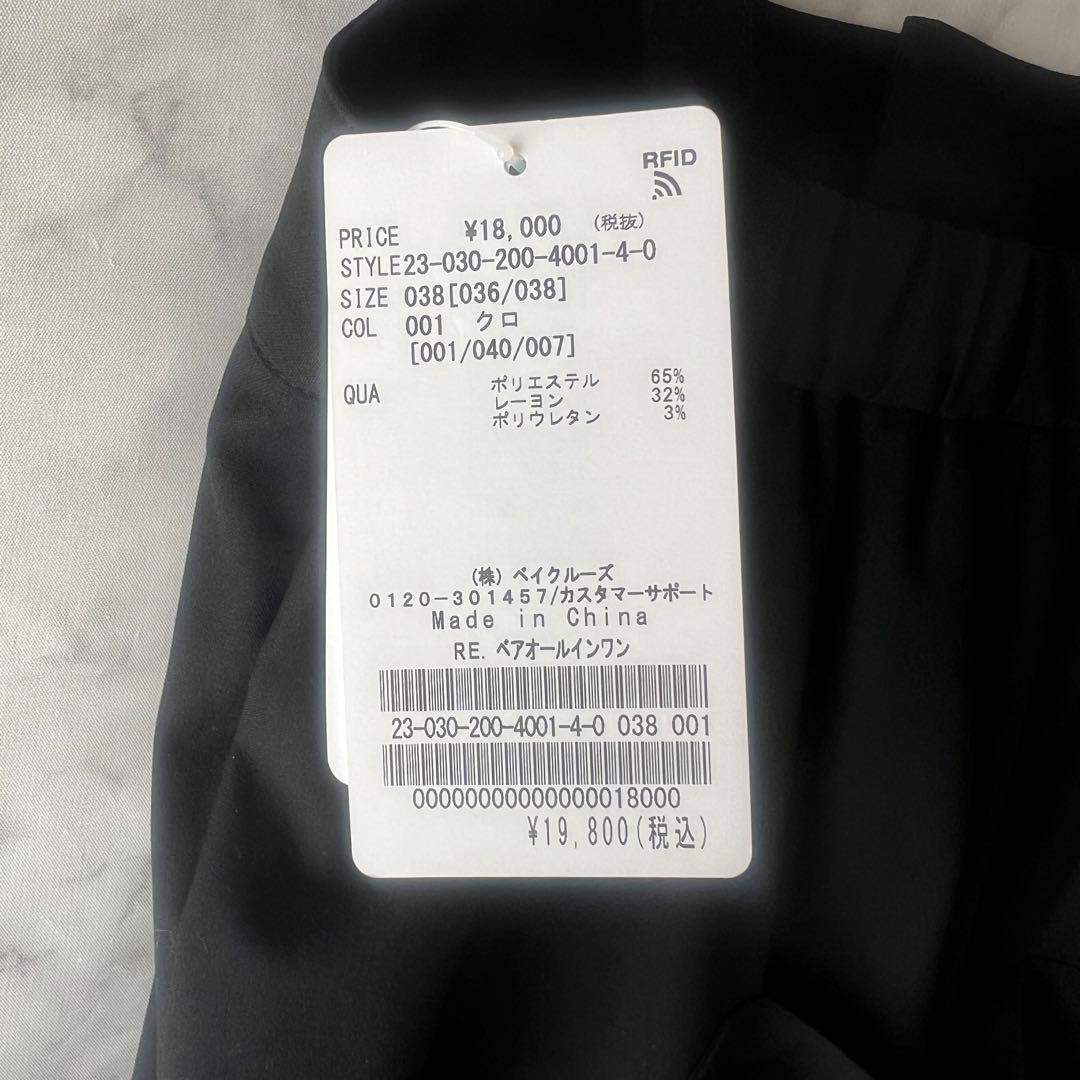 RFID
PRICE ¥18,000 (税抜)
STYLE 23-030-200-4001-4-0
SIZE 038[036/038]
COL 001 クロ
[001/040/007]
QUA ポリエステル 65%
レーヨン 32%
ポリウレタン 3%
(株) ベイクルーズ
0120-301457/カスタマーサポート
Made in China
RE. ベアオールインワン
23-030-200-4001-4-0 038 001
00000000000000018000
¥19,800(税込)